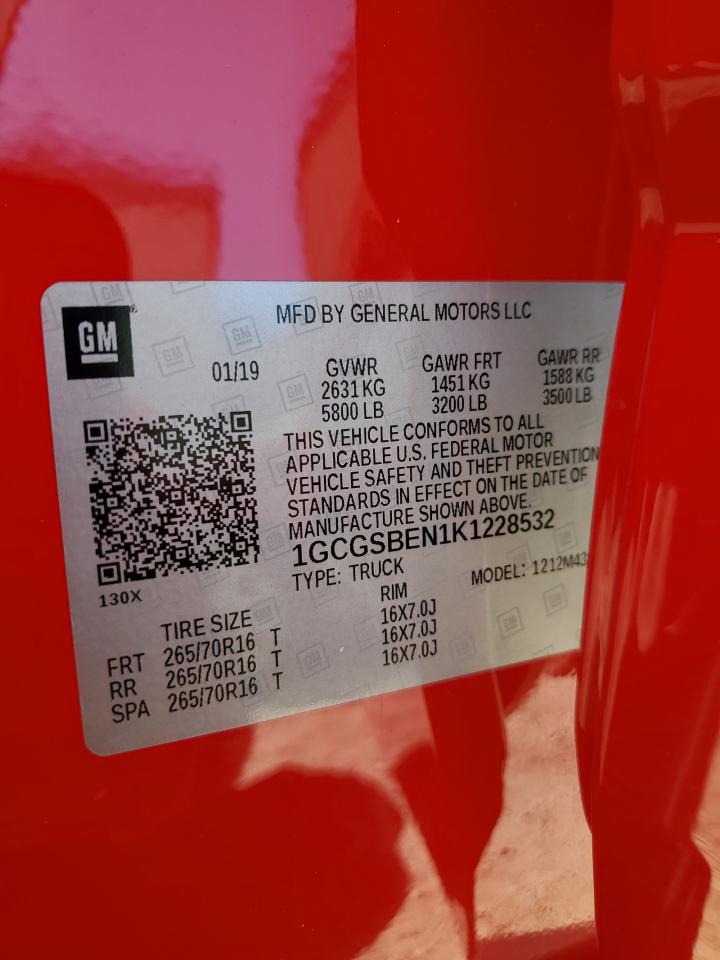 GM
MFD BY GENERAL MOTORS LLC
01/19
GVWR GAWR FRT GAWR RR
2631 KG 1451 KG 1588 KG
5800 LB 3200 LB 3500 LB
THIS VEHICLE CONFORMS TO ALL
APPLICABLE U.S. FEDERAL MOTOR
VEHICLE SAFETY AND THEFT PREVENTION
STANDARDS IN EFFECT ON THE DATE OF
MANUFACTURE SHOWN ABOVE.
1GCGSBEN1K1228532
TYPE: TRUCK MODEL: 1212M43
130X
TIRE SIZE RIM
FRT 265/70R16 T 16X7.0J
RR 265/70R16 T 16X7.0J
SPA 265/70R16 T 16X7.0J